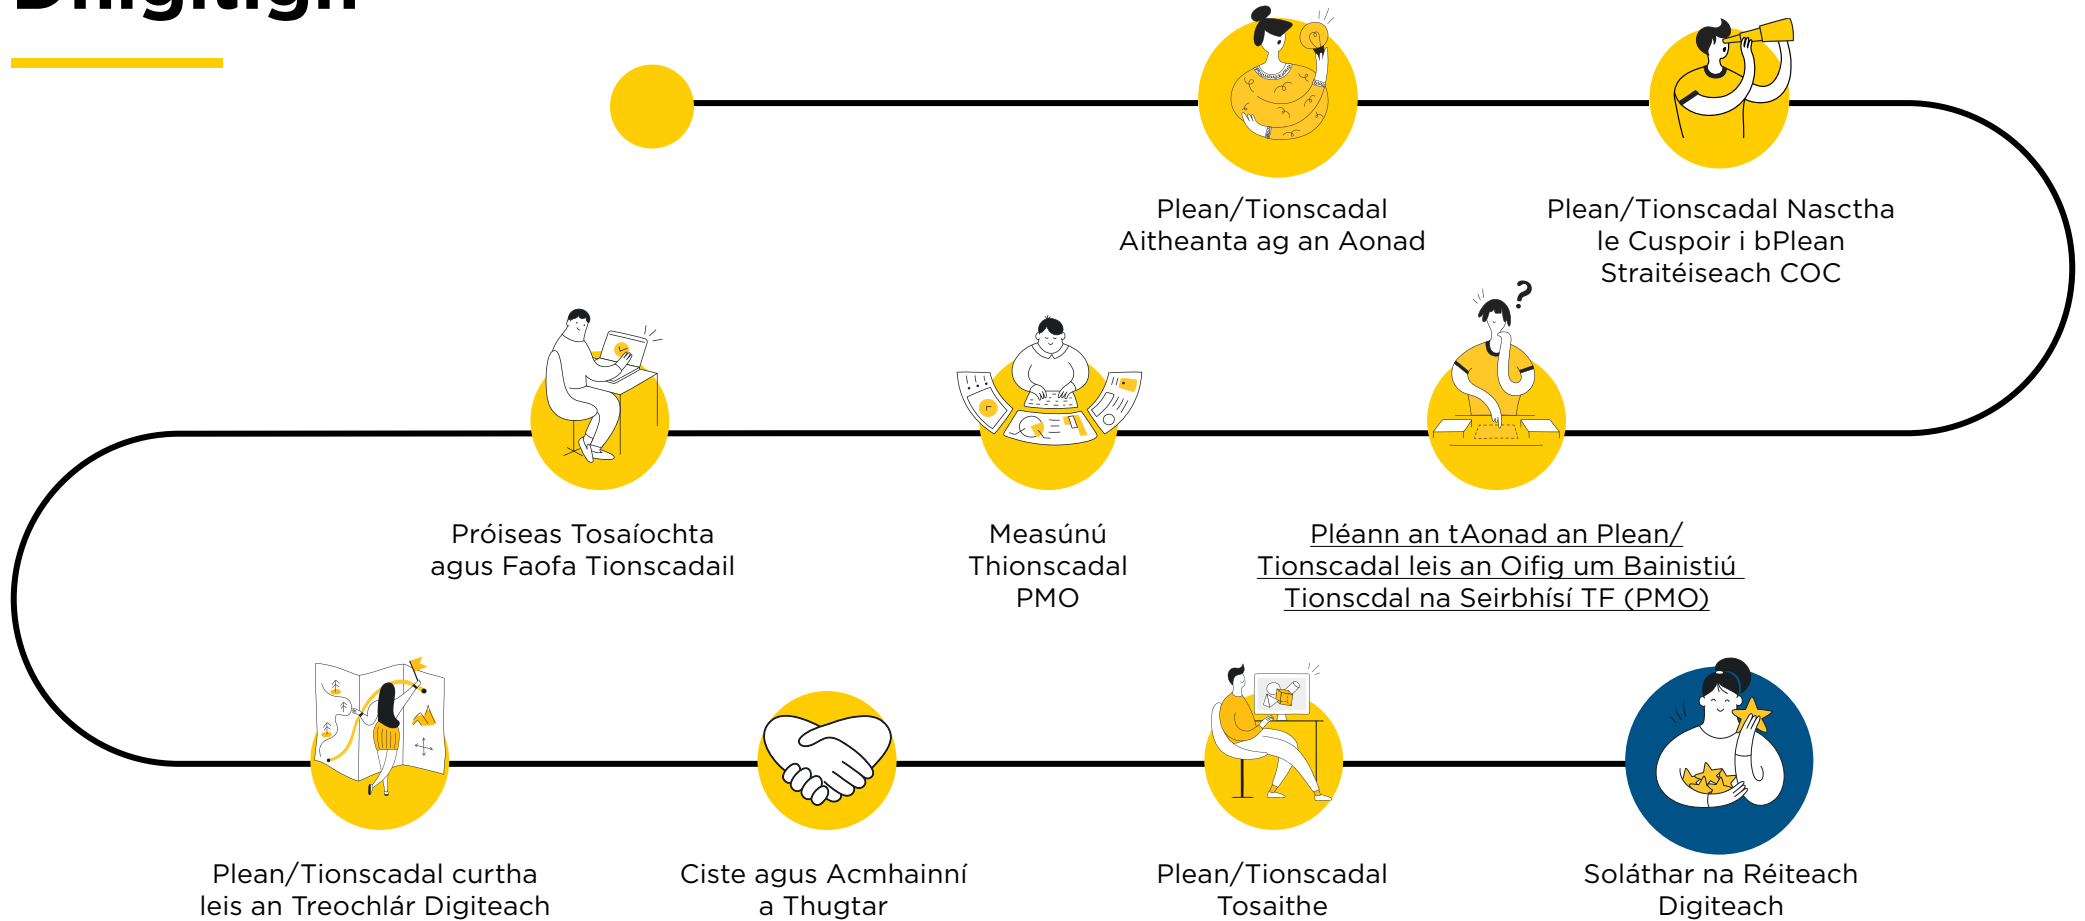 Dhigitigh
Plean/Tionscadal
Aitheanta ag an Aonad
Plean/Tionscadal Nasctha
le Cuspoir i bPlean
Straitéiseach COC
?
Pléann an tAonad an Plean/
Tionscadal leis an Oifig um Bainistiú
Tionscdal na Seirbhísí TF (PMO)
Measúnú
Thionscadal
PMO
Próiseas Tosaíochta
agus Faofa Tionscadail
Plean/Tionscadal curtha
leis an Treochlár Digiteach
Ciste agus Acmhainní
a Thugtar
Plean/Tionscadal
Tosaithe
Soláthar na Réiteach
Digiteach